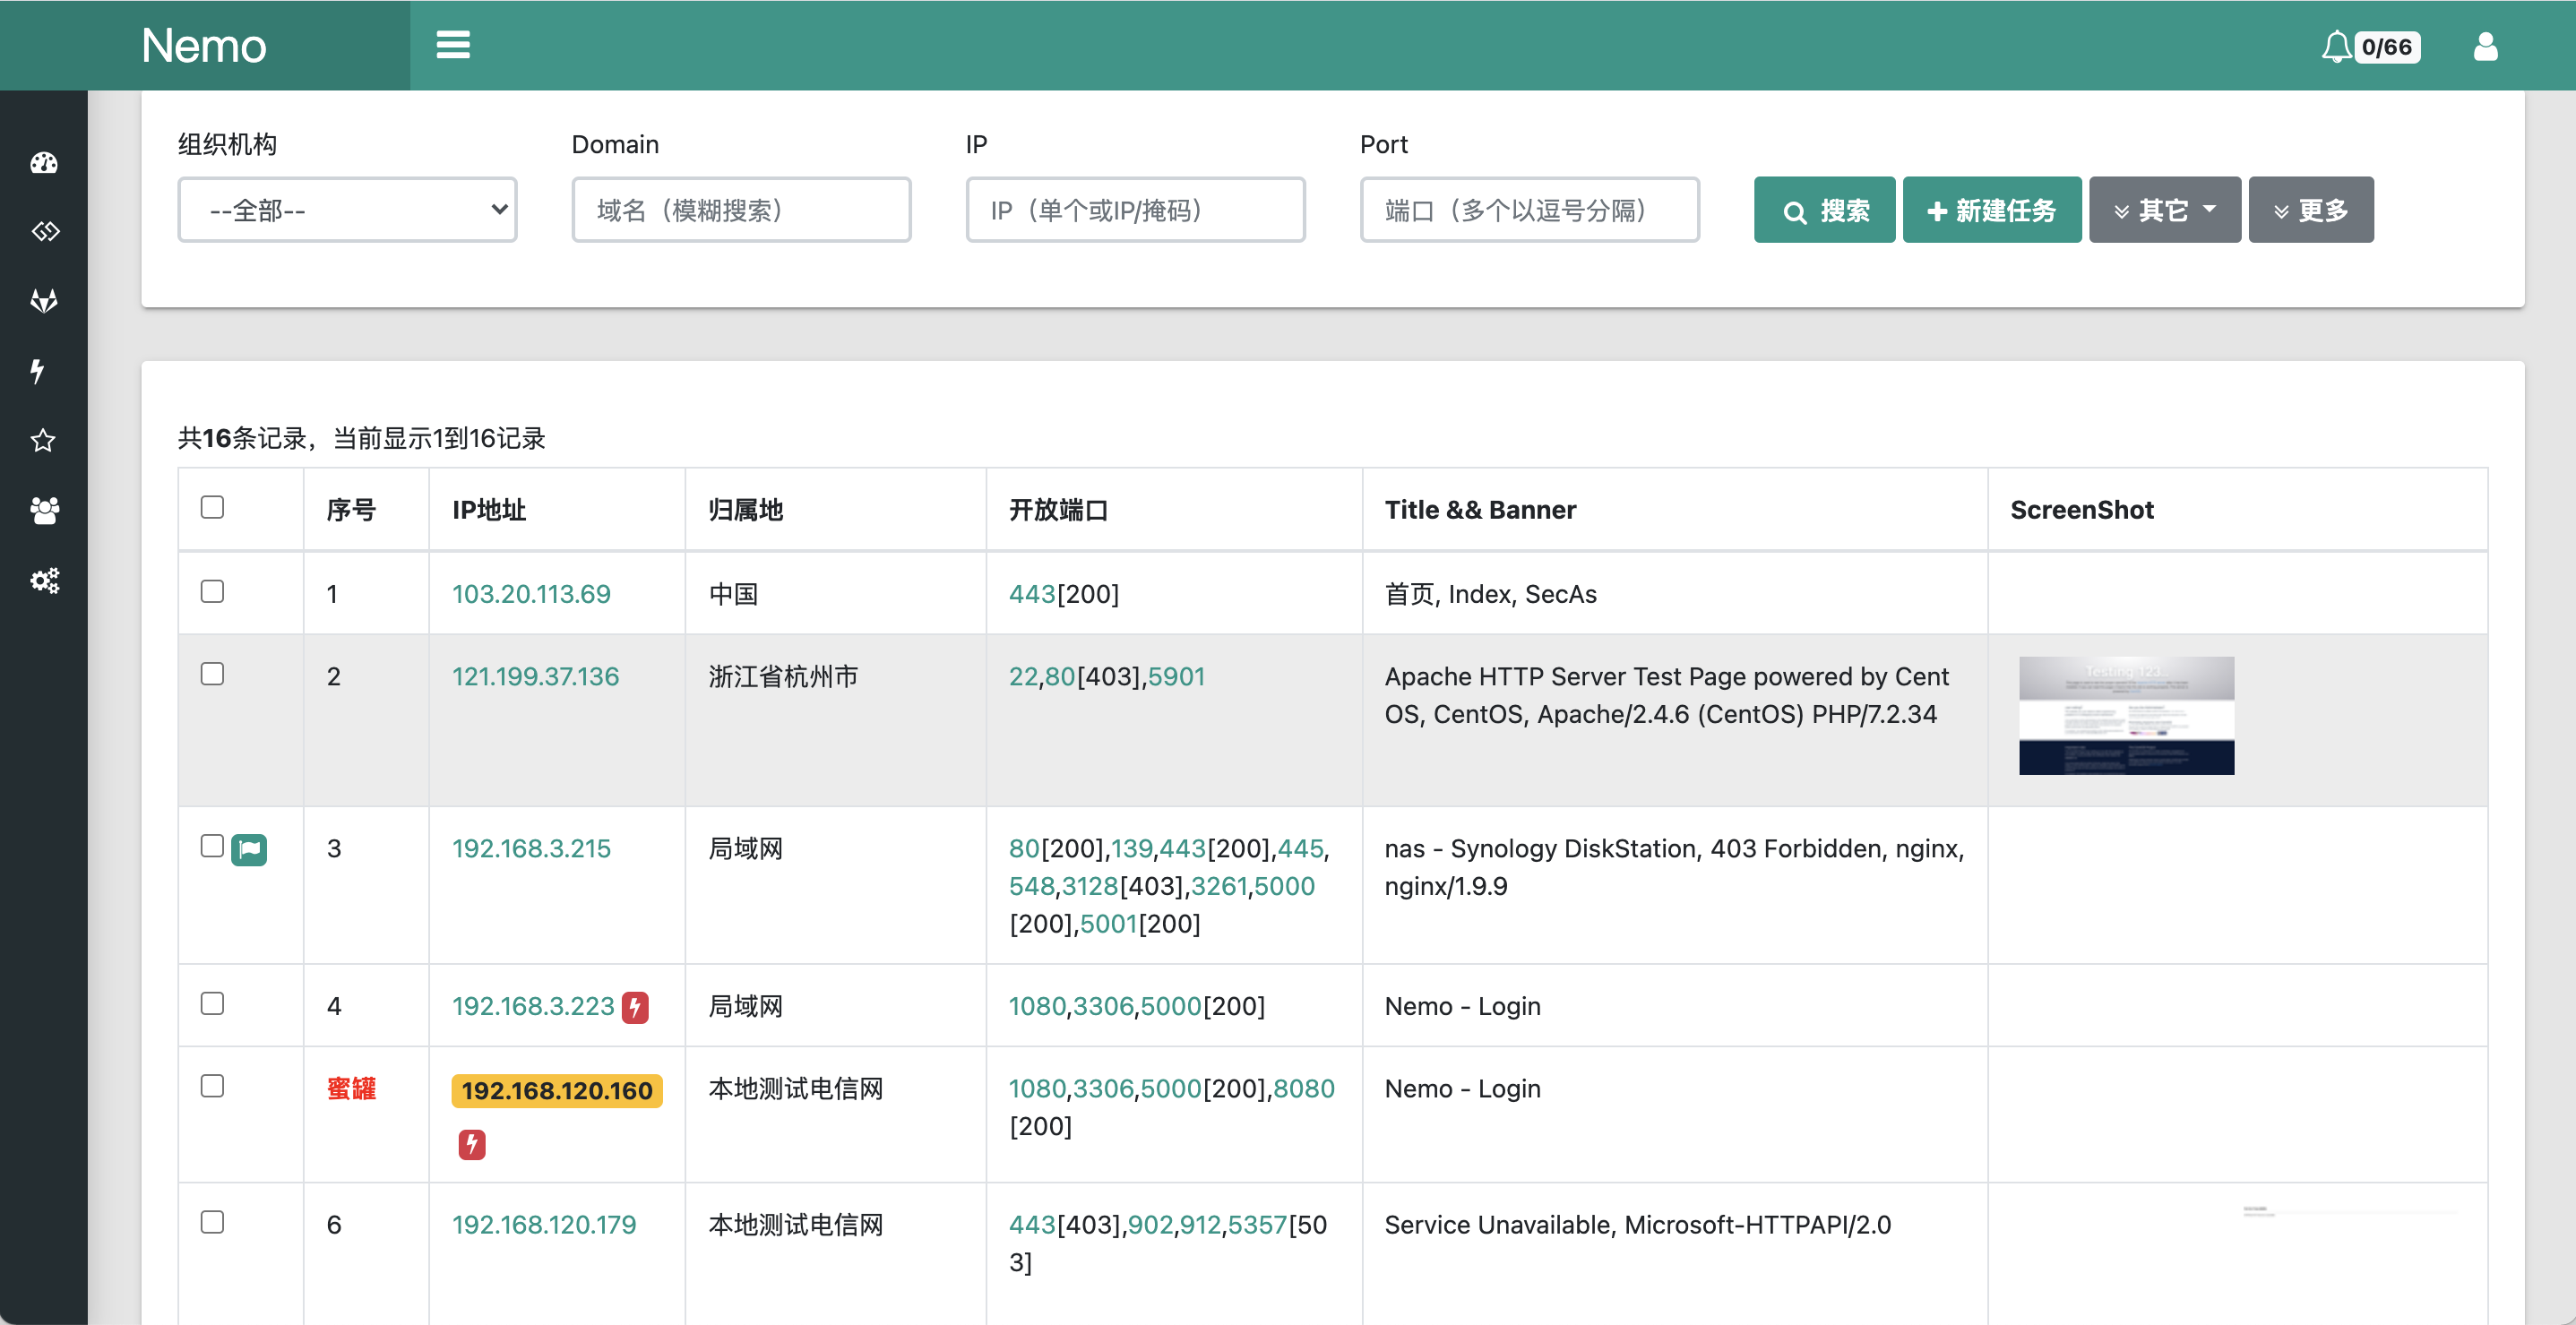 Nemo
0/66
组织机构 Domain IP Port
--全部-- 域名（模糊搜索） IP（单个或IP/掩码） 端口（多个以逗号分隔） 搜索 新建任务 其它 更多
共16条记录，当前显示1到16记录
序号 IP地址 归属地 开放端口 Title && Banner ScreenShot
1 103.20.113.69 中国 443[200] 首页, Index, SecAs
2 121.199.37.136 浙江省杭州市 22,80[403],5901 Apache HTTP Server Test Page powered by Cent
OS, CentOS, Apache/2.4.6 (CentOS) PHP/7.2.34
Testing 123..
3 192.168.3.215 局域网 80[200],139,443[200],445, nas - Synology DiskStation, 403 Forbidden, nginx,
548,3128[403],3261,5000 nginx/1.9.9
[200],5001[200]
4 192.168.3.223 局域网 1080,3306,5000[200] Nemo - Login
蜜罐 192.168.120.160 本地测试电信网 1080,3306,5000[200],8080 Nemo - Login
[200]
6 192.168.120.179 本地测试电信网 443[403],902,912,5357[50 Service Unavailable, Microsoft-HTTPAPI/2.0
3]